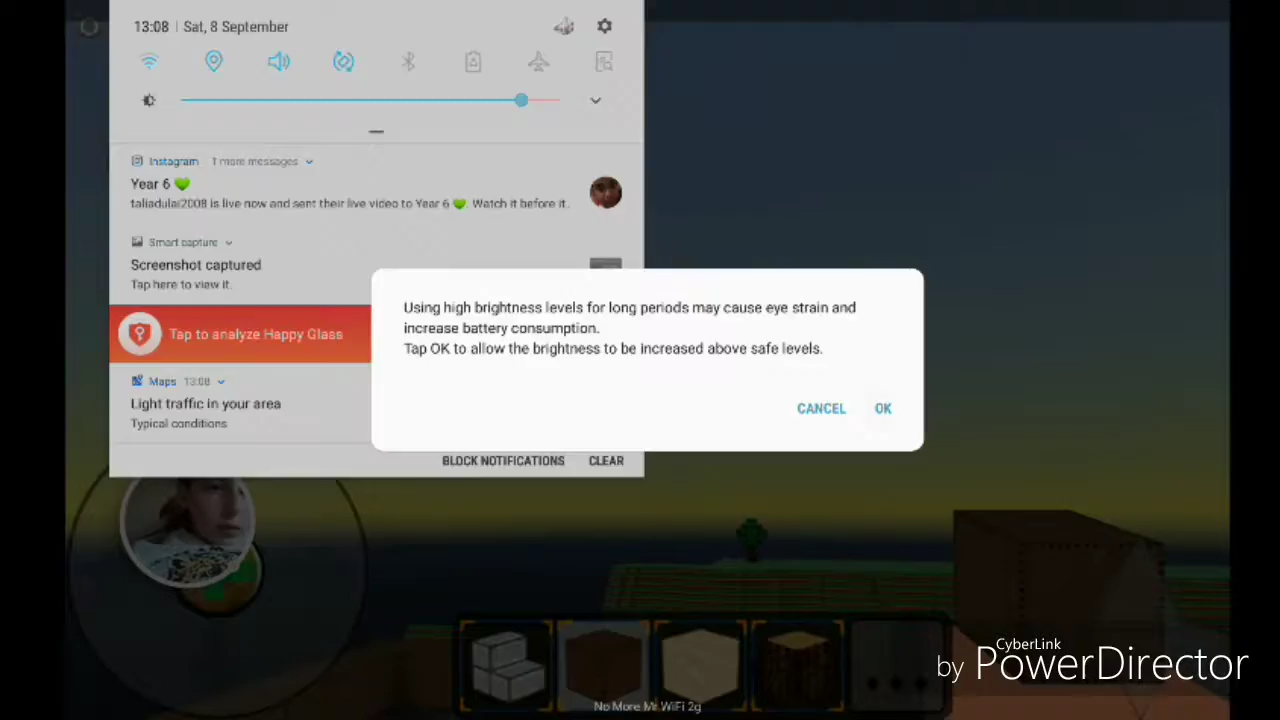 13:08 | Sat, 8 September
Instagram 1 more messages
Year 6 💚
taliadulai2008 is live now and sent their live video to Year 6 💚. Watch it before it.
Smart capture
Screenshot captured
Tap here to view it.
Tap to analyze Happy Glass
Maps 13:08
Light traffic in your area
Typical conditions
BLOCK NOTIFICATIONS CLEAR
Using high brightness levels for long periods may cause eye strain and
increase battery consumption.
Tap OK to allow the brightness to be increased above safe levels.
CANCEL OK
No More Mr WiFi 2g
CyberLink
by PowerDirector